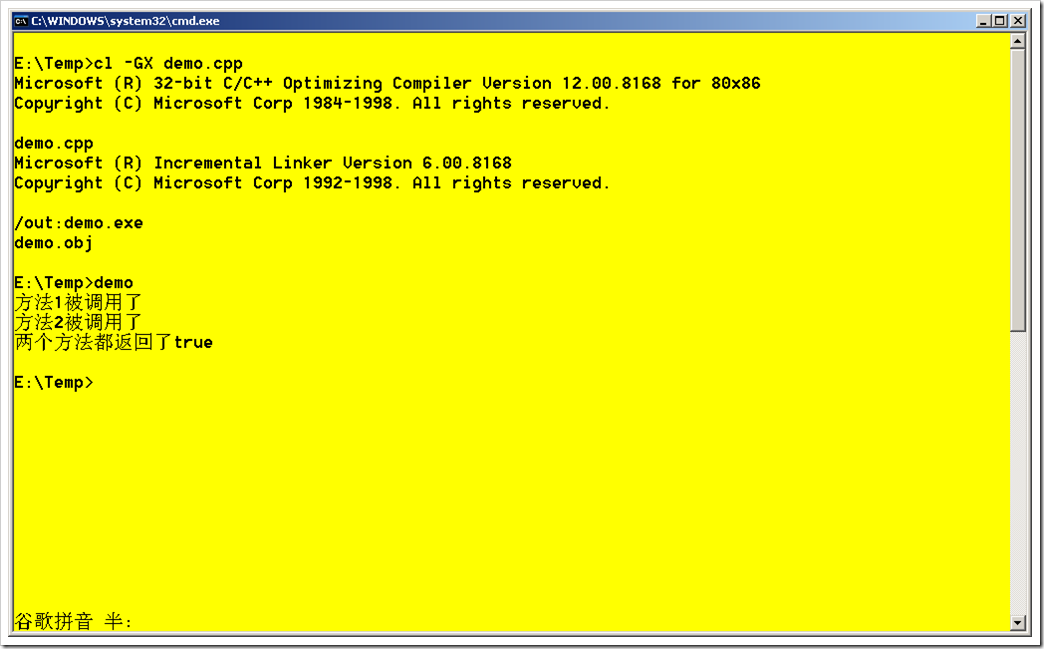 C:\WINDOWS\system32\cmd.exe
E:\Temp>cl -GX demo.cpp
Microsoft (R) 32-bit C/C++ Optimizing Compiler Version 12.00.8168 for 80x86
Copyright (C) Microsoft Corp 1984-1998. All rights reserved.
demo.cpp
Microsoft (R) Incremental Linker Version 6.00.8168
Copyright (C) Microsoft Corp 1992-1998. All rights reserved.
/out:demo.exe
demo.obj
E:\Temp>demo
方法1被调用了
方法2被调用了
两个方法都返回了true
E:\Temp>
谷歌拼音 半: